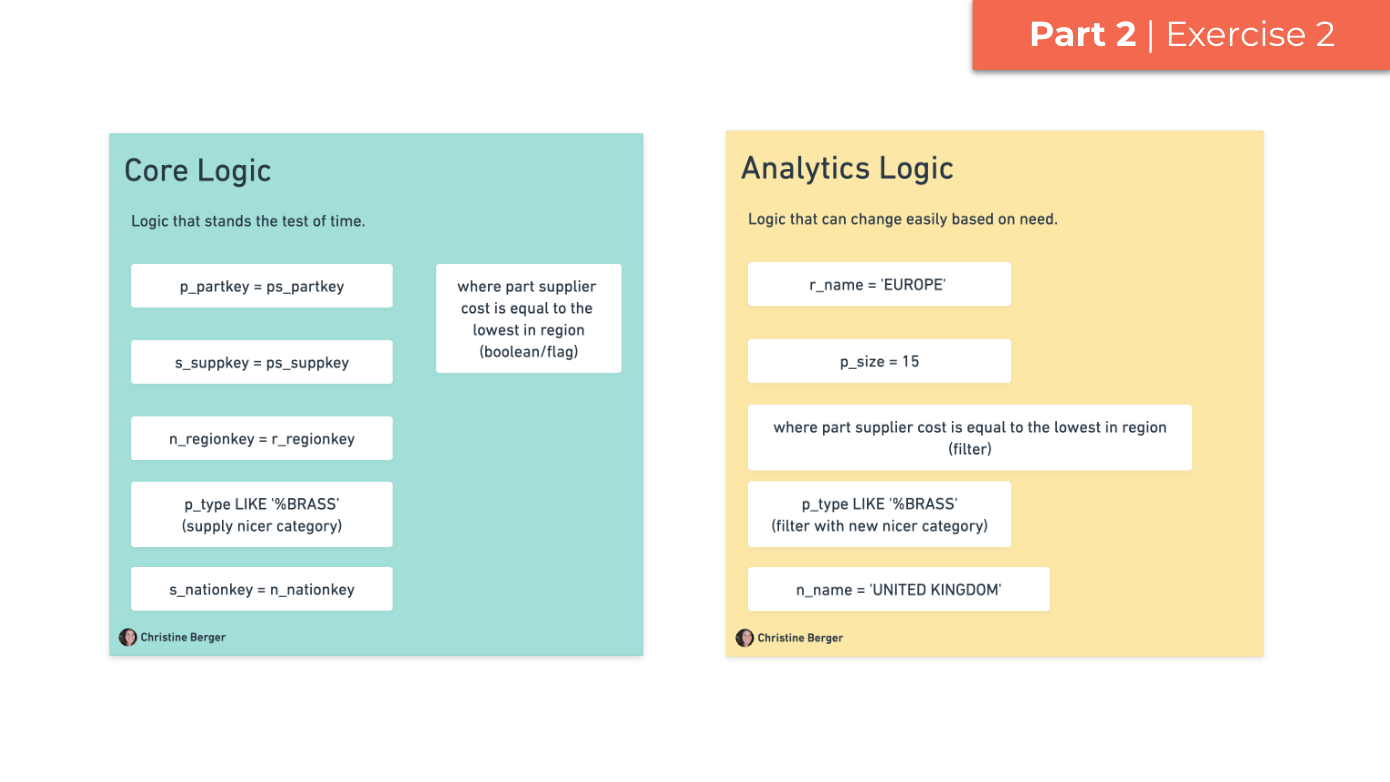 Part 2 | Exercise 2
Core Logic
Logic that stands the test of time.
p_partkey = ps_partkey
s_suppkey = ps_suppkey
n_regionkey = r_regionkey
p_type LIKE '%BRASS’
(supply nicer category)
s_nationkey = n_nationkey
where part supplier
cost is equal to the
lowest in region
(boolean/flag)
Christine Berger
Analytics Logic
Logic that can change easily based on need.
r_name = 'EUROPE'
p_size = 15
where part supplier cost is equal to the lowest in region
(filter)
p_type LIKE '%BRASS'
(filter with new nicer category)
n_name = 'UNITED KINGDOM'
Christine Berger